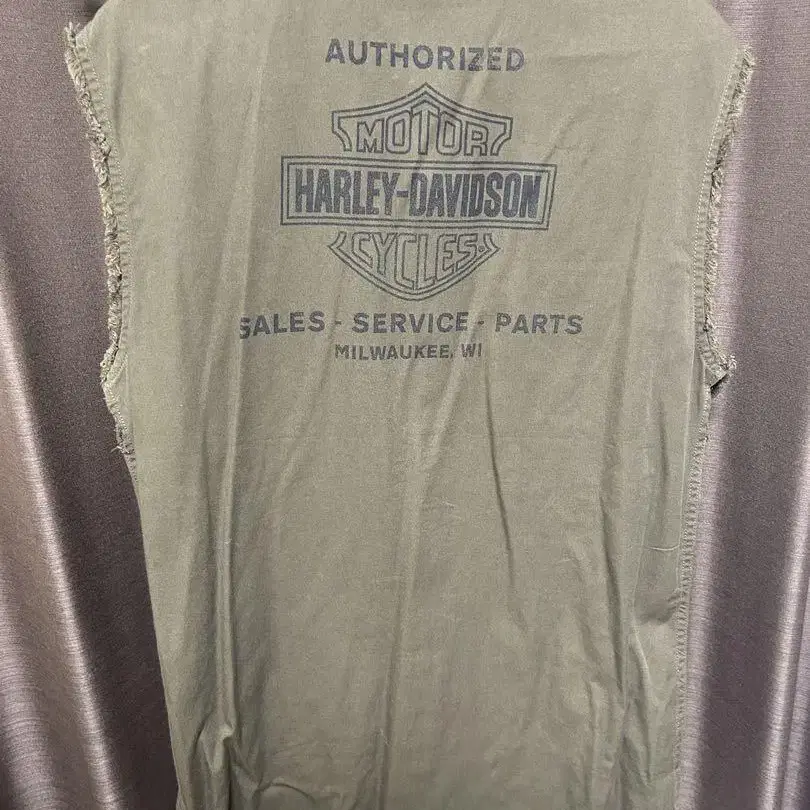 AUTHORIZED
MOTOR
HARLEY-DAVIDSON
CYCLES
SALES - SERVICE - PARTS
MILWAUKEE, WI